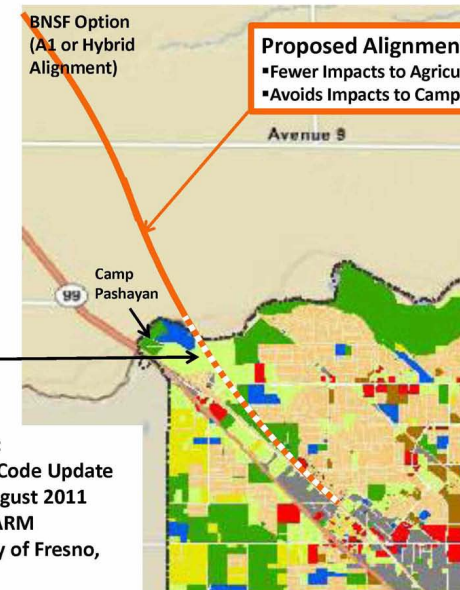 BNSF Option
(A1 or Hybrid
Alignment)
Proposed Alignmen
▪Fewer Impacts to Agricu
▪Avoids Impacts to Camp
Avenue 9
Camp
Pashayan
99
Code Update
gust 2011
ARM
y of Fresno,